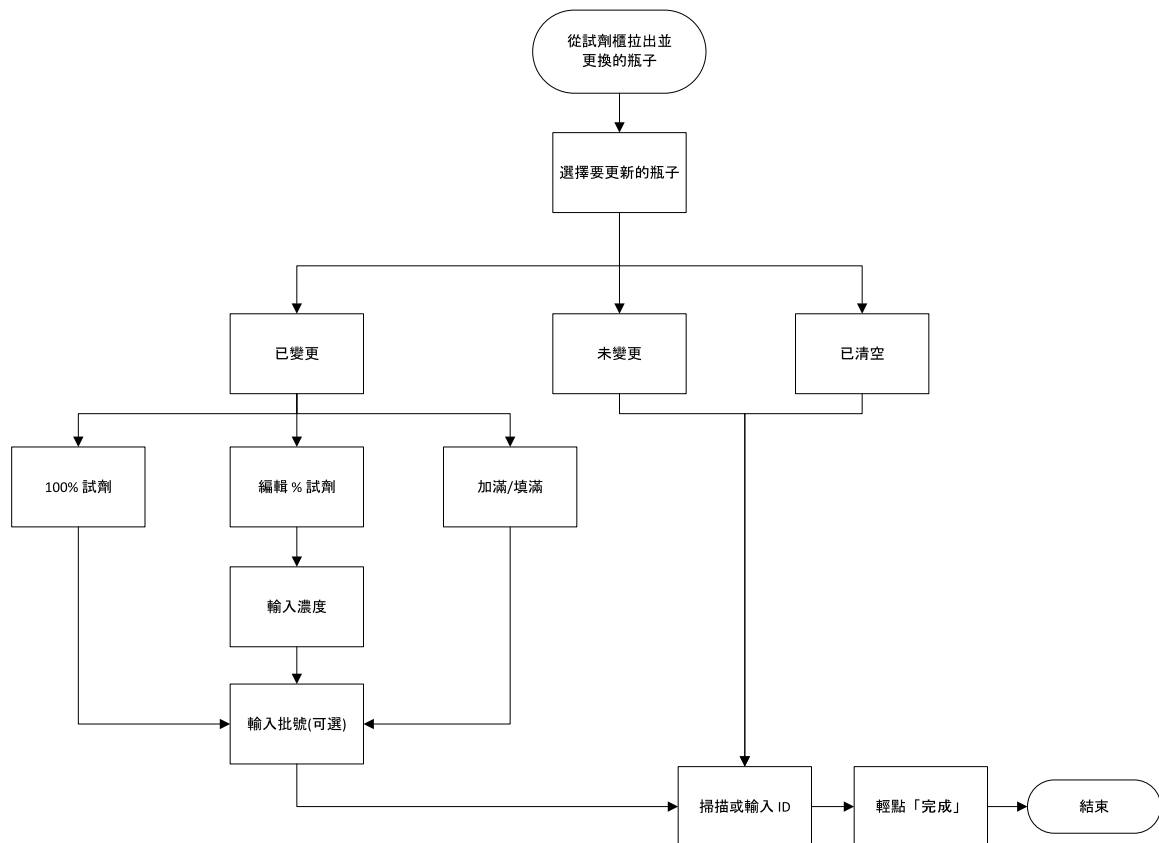 從試劑櫃拉出並
更換的瓶子
選擇要更新的瓶子
已變更
未變更
已清空
100% 試劑
編輯 % 試劑
加滿/填滿
輸入濃度
輸入批號(可選)
掃描或輸入 ID
輕點「完成」
結束